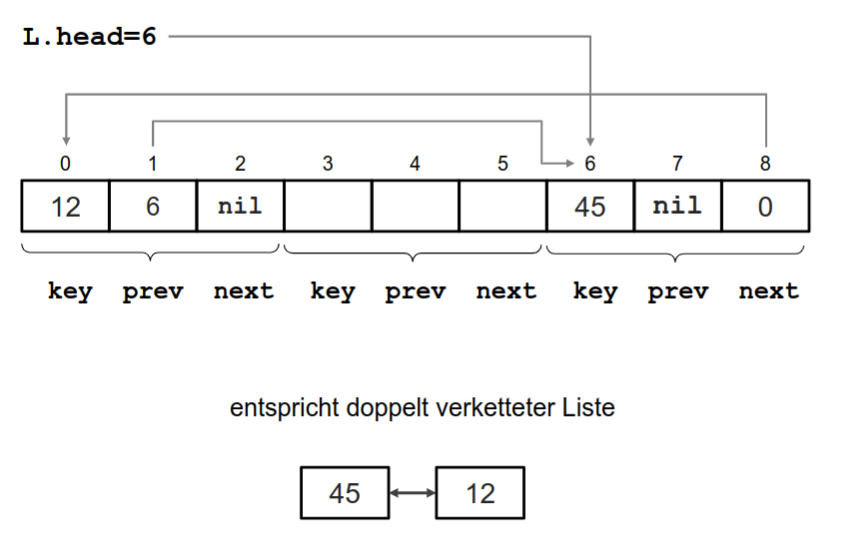 L.head=6
0 1 2 3 4 5 6 7 8
12 6 nil 45 nil 0
key prev next key prev next key prev next
entspricht doppelt verketteter Liste
45 12